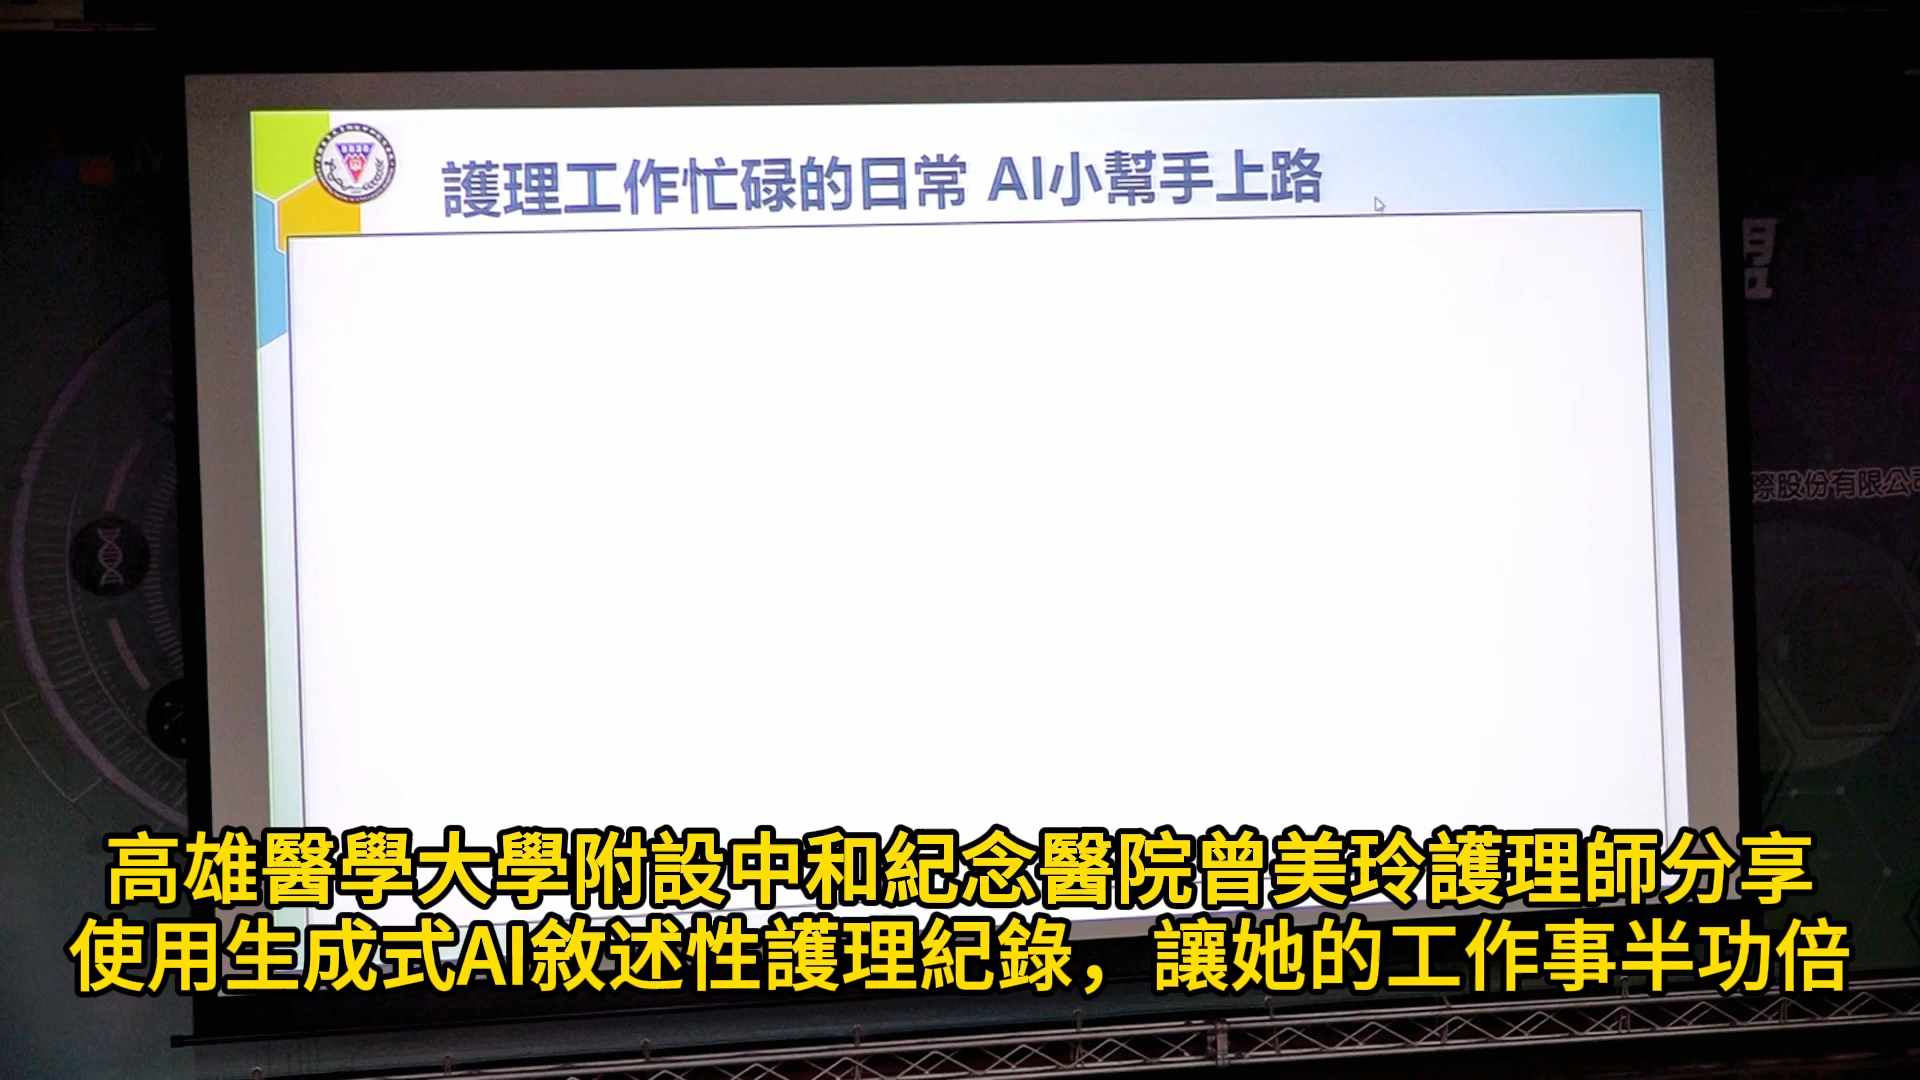 護理工作忙碌的日常 AI小幫手上路
際股份有限公司
高雄醫學大學附設中和紀念醫院曾美玲護理師分享
使用生成式AI敘述性護理紀錄，讓她的工作事半功倍